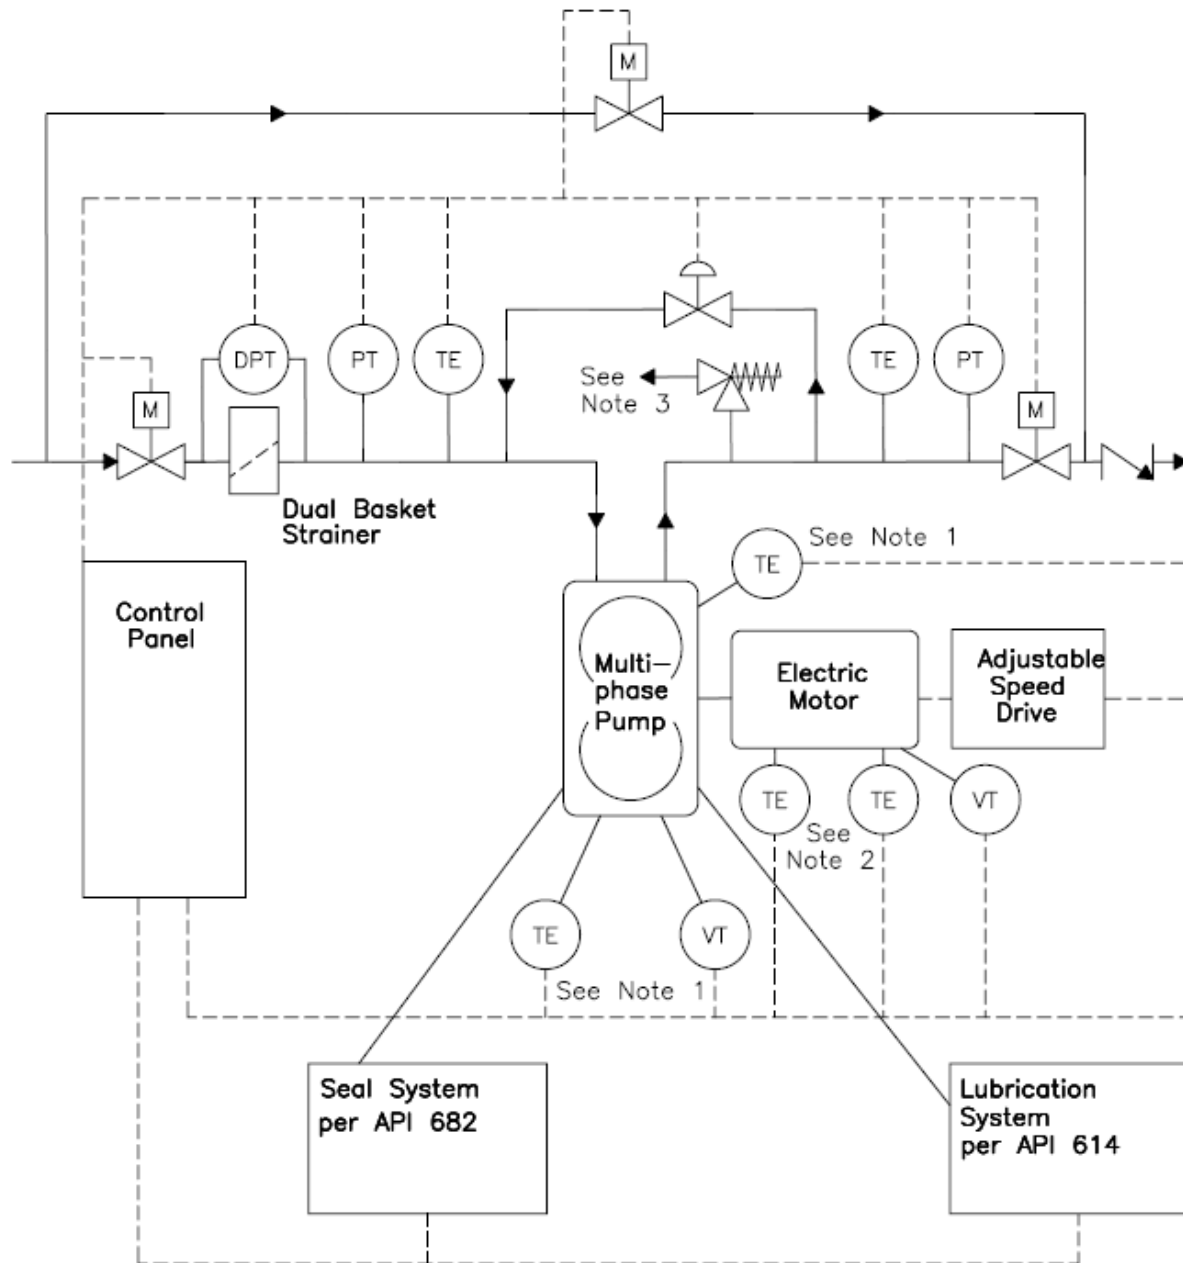 M
DPT
PT
TE
See
Note 3
TE
PT
M
M
Dual Basket
Strainer
See Note 1
TE
Control
Panel
Multi-
phase
Pump
Electric
Motor
Adjustable
Speed
Drive
TE
TE
VT
See
Note 2
TE
VT
See Note 1
Seal System
per API 682
Lubrication
System
per API 614